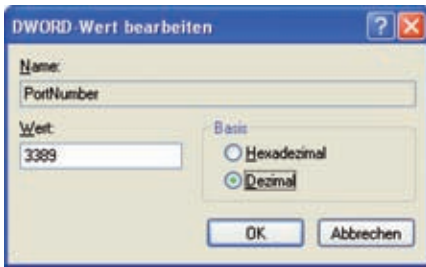 DWORD-Wert bearbeiten
Name:
PortNumber
Wert:
3389
Basis
Hexadezimal
Dezimal
OK
Abbrechen